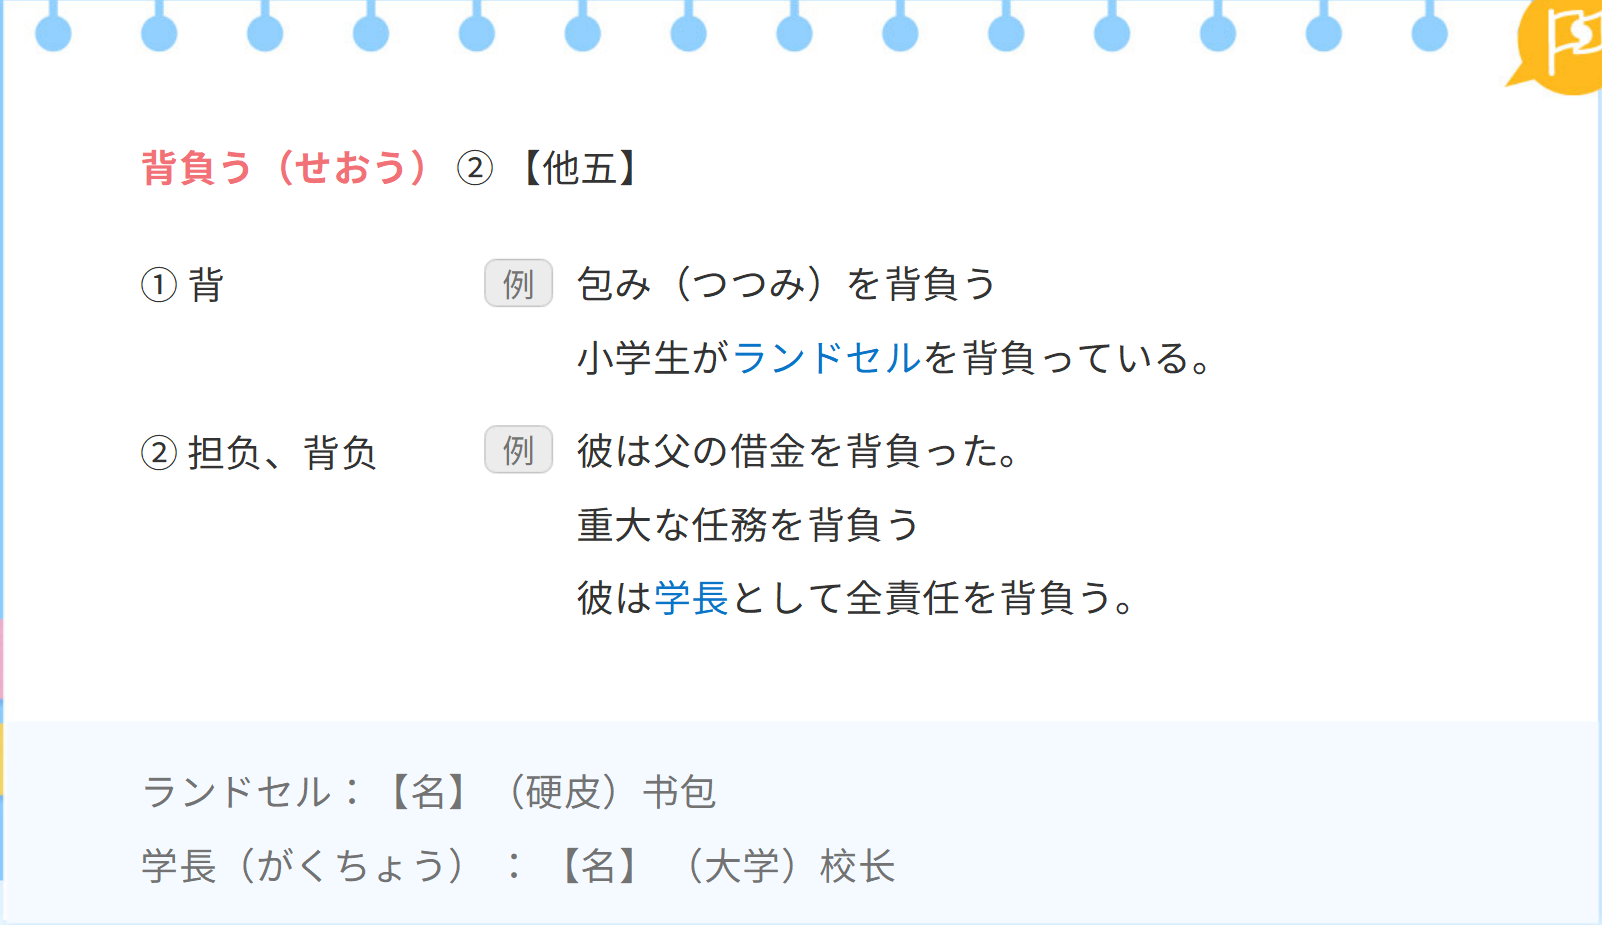 背負う（せおう）② 【他五】
① 背 例 包み（つつみ）を背負う
小学生がランドセルを背負っている。
② 担负、背负 例 彼は父の借金を背負った。
重大な任務を背負う
彼は学長として全責任を背負う。
ランドセル：【名】（硬皮）书包
学長（がくちょう）：【名】（大学）校长